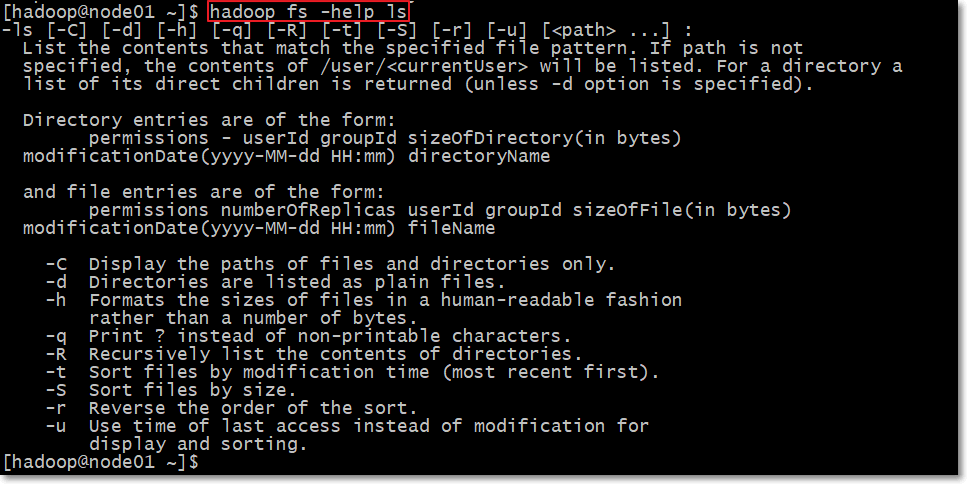 [hadoop@node01 ~]$ hadoop fs -help ls
-ls [-C] [-d] [-h] [-q] [-R] [-t] [-S] [-r] [-u] [<path> ...] :
  List the contents that match the specified file pattern. If path is not
  specified, the contents of /user/<currentUser> will be listed. For a directory a
  list of its direct children is returned (unless -d option is specified).

  Directory entries are of the form:
        permissions - userId groupId sizeOfDirectory(in bytes)
  modificationDate(yyyy-MM-dd HH:mm) directoryName

  and file entries are of the form:
        permissions numberOfReplicas userId groupId sizeOfFile(in bytes)
  modificationDate(yyyy-MM-dd HH:mm) fileName

    -C  Display the paths of files and directories only.
    -d  Directories are listed as plain files.
    -h  Formats the sizes of files in a human-readable fashion
        rather than a number of bytes.
    -q  Print ? instead of non-printable characters.
    -R  Recursively list the contents of directories.
    -t  Sort files by modification time (most recent first).
    -S  Sort files by size.
    -r  Reverse the order of the sort.
    -u  Use time of last access instead of modification for
        display and sorting.
[hadoop@node01 ~]$